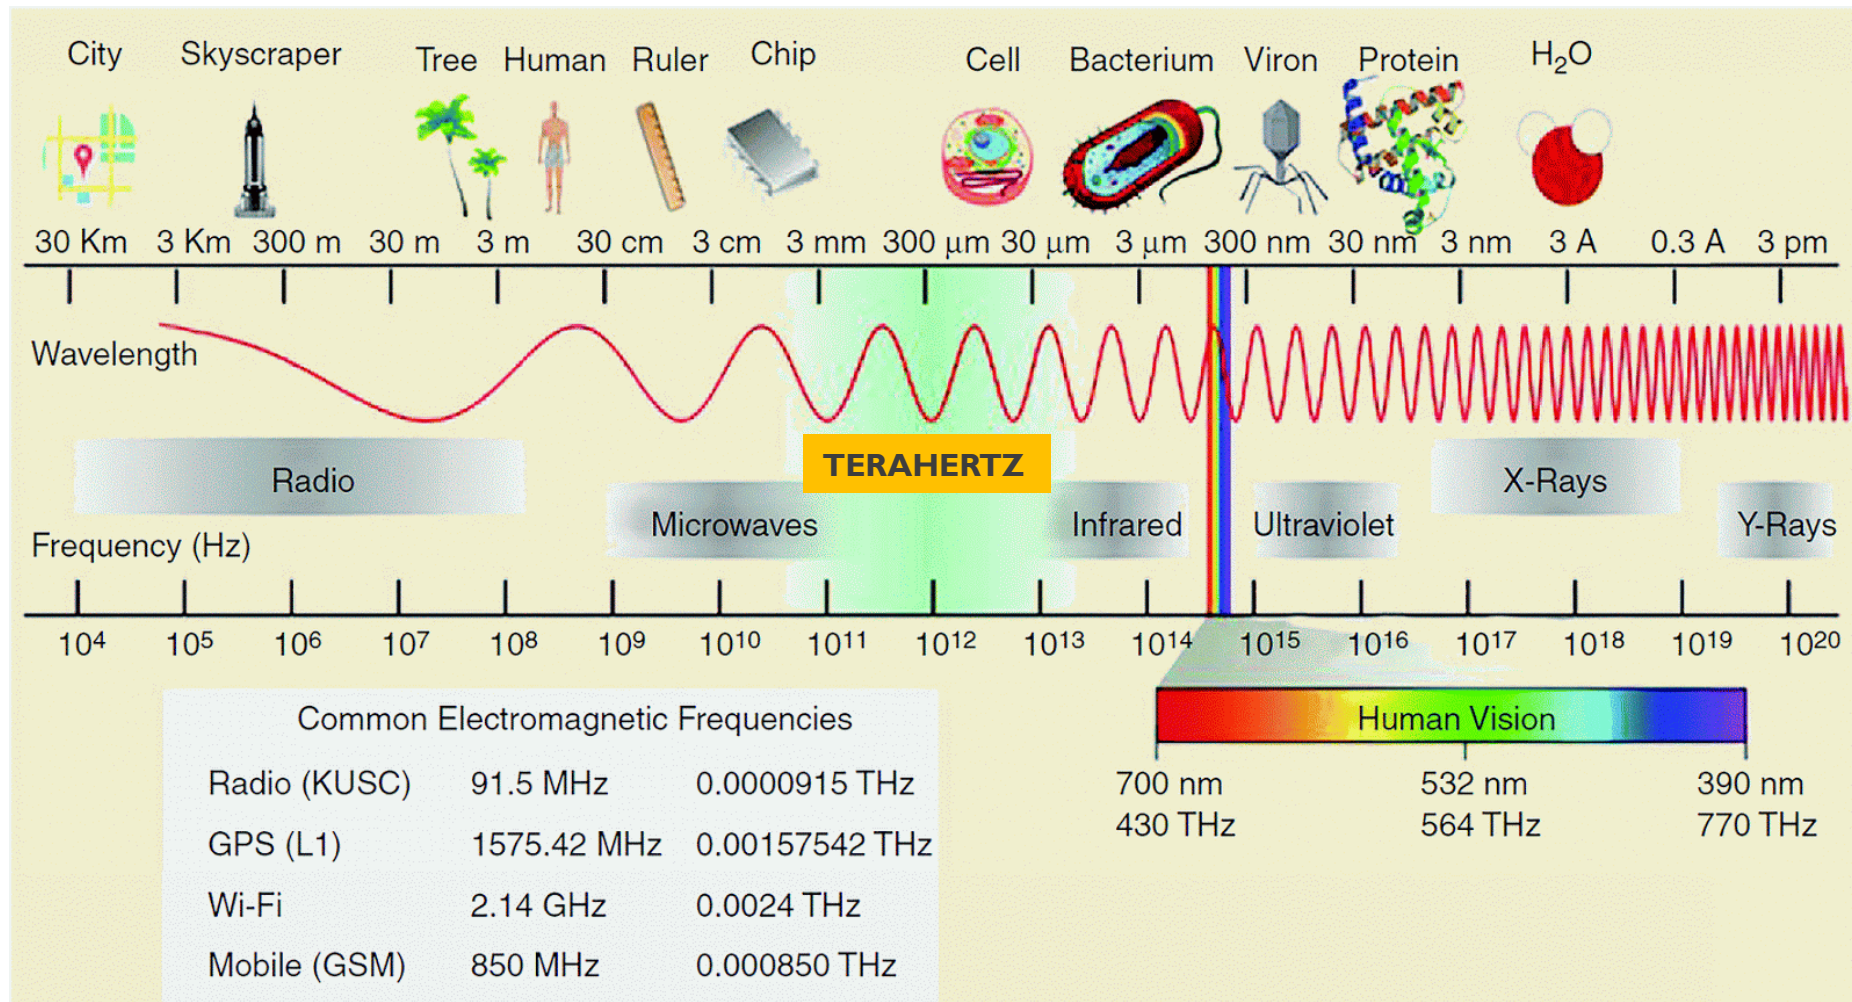 City Skyscraper Tree Human Ruler Chip Cell Bacterium Viron Protein H₂O
30 Km 3 Km 300 m 30 m 3 m 30 cm 3 cm 3 mm 300 μm 30 μm 3 μm 300 nm 30 nm 3 nm 3 A 0.3 A 3 pm
Wavelength
TERAHERTZ
Radio X-Rays
Microwaves Infrared Ultraviolet Y-Rays
Frequency (Hz)
10⁴ 10⁵ 10⁶ 10⁷ 10⁸ 10⁹ 10¹⁰ 10¹¹ 10¹² 10¹³ 10¹⁴ 10¹⁵ 10¹⁶ 10¹⁷ 10¹⁸ 10¹⁹ 10²⁰
Human Vision
700 nm 532 nm 390 nm
430 THz 564 THz 770 THz
Common Electromagnetic Frequencies
Radio (KUSC) 91.5 MHz 0.0000915 THz
GPS (L1) 1575.42 MHz 0.00157542 THz
Wi-Fi 2.14 GHz 0.0024 THz
Mobile (GSM) 850 MHz 0.000850 THz